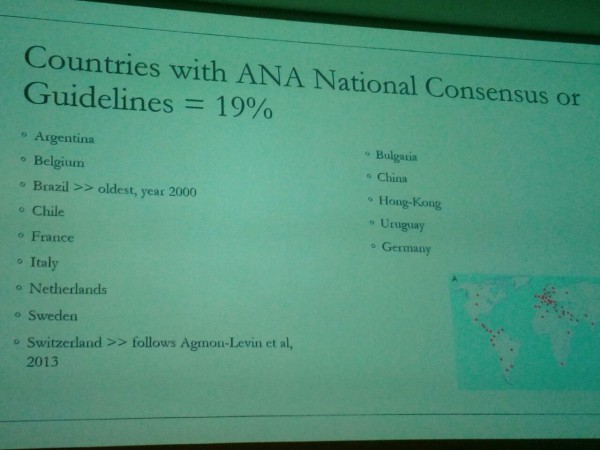 Countries with ANA National Consensus or
Guidelines = 19%
Argentina
Belgium
Brazil >> oldest, year 2000
Chile
France
Italy
Netherlands
Sweden
Switzerland >> follows Agmon-Levin et al,
2013
Bulgaria
China
Hong-Kong
Uruguay
Germany